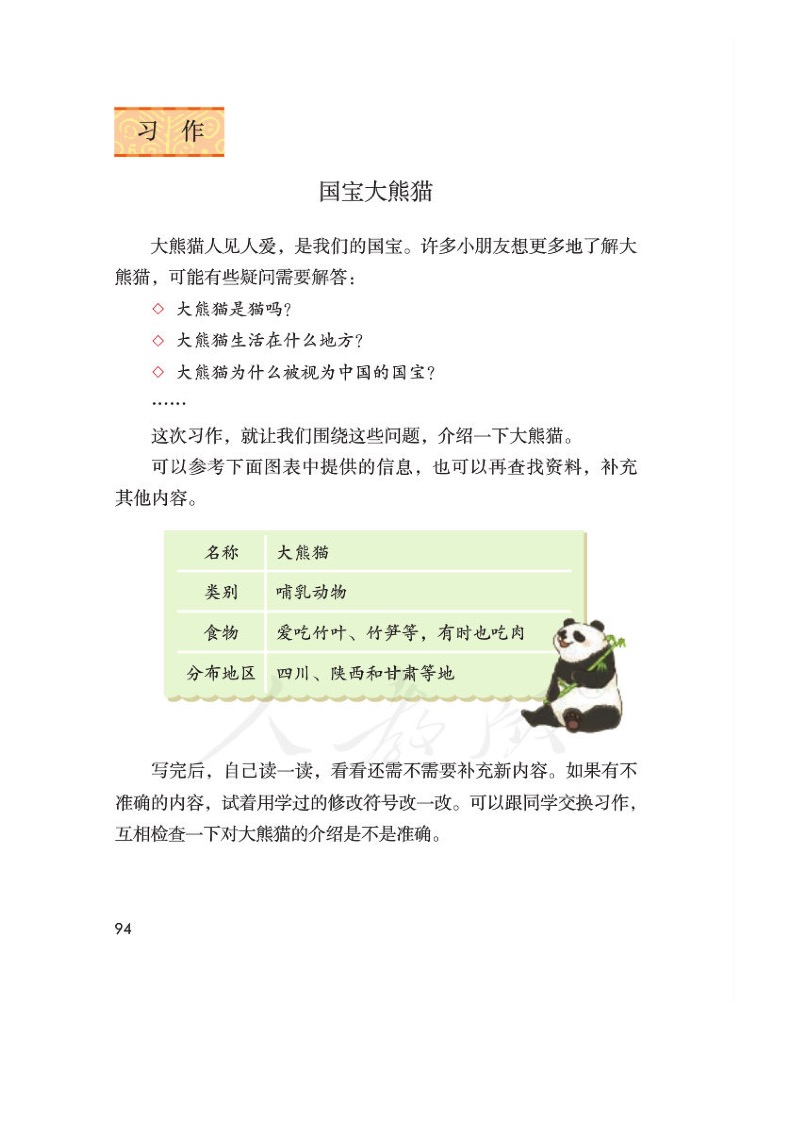 习 作
国宝大熊猫
大熊猫人见人爱，是我们的国宝。许多小朋友想更多地了解大
熊猫，可能有些疑问需要解答：
◇ 大熊猫是猫吗？
◇ 大熊猫生活在什么地方？
◇ 大熊猫为什么被视为中国的国宝？
……
这次习作，就让我们围绕这些问题，介绍一下大熊猫。
可以参考下面图表中提供的信息，也可以再查找资料，补充
其他内容。
名称 大熊猫
类别 哺乳动物
食物 爱吃竹叶、竹笋等，有时也吃肉
分布地区 四川、陕西和甘肃等地
人教版
写完后，自己读一读，看看还需不需要补充新内容。如果有不
准确的内容，试着用学过的修改符号改一改。可以跟同学交换习作，
互相检查一下对大熊猫的介绍是不是准确。
94